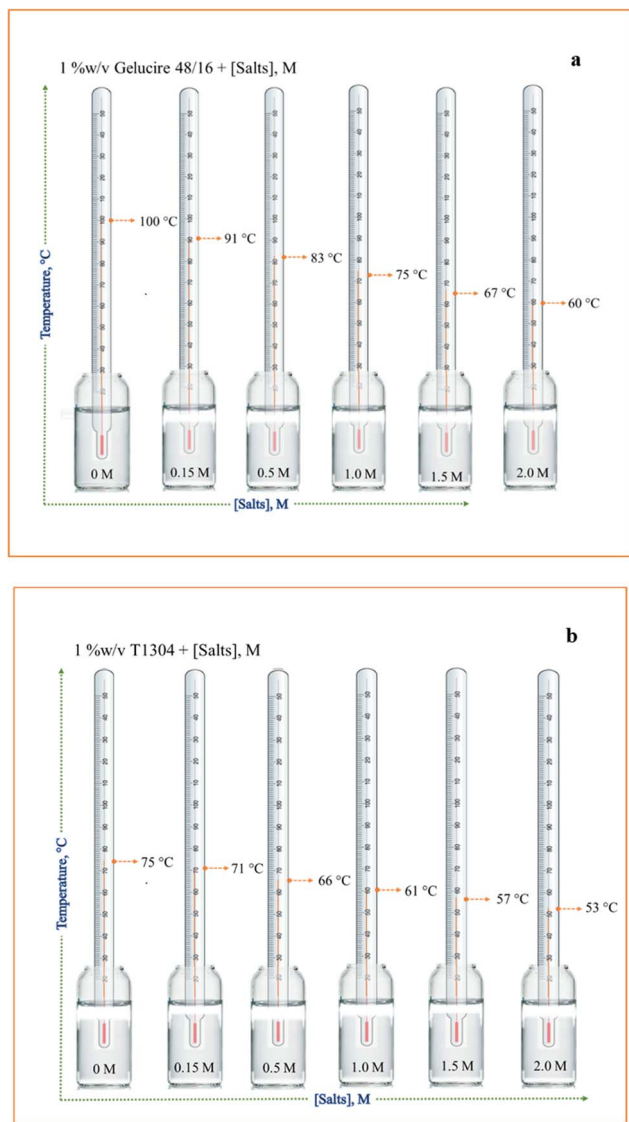 1 %w/v Gelucire 48/16 + [Salts], M
a
Temperature, °C
100 °C
91 °C
83 °C
75 °C
67 °C
60 °C
0 M
0.15 M
0.5 M
1.0 M
1.5 M
2.0 M
[Salts], M
1 %w/v T1304 + [Salts], M
b
Temperature, °C
75 °C
71 °C
66 °C
61 °C
57 °C
53 °C
0 M
0.15 M
0.5 M
1.0 M
1.5 M
2.0 M
[Salts], M